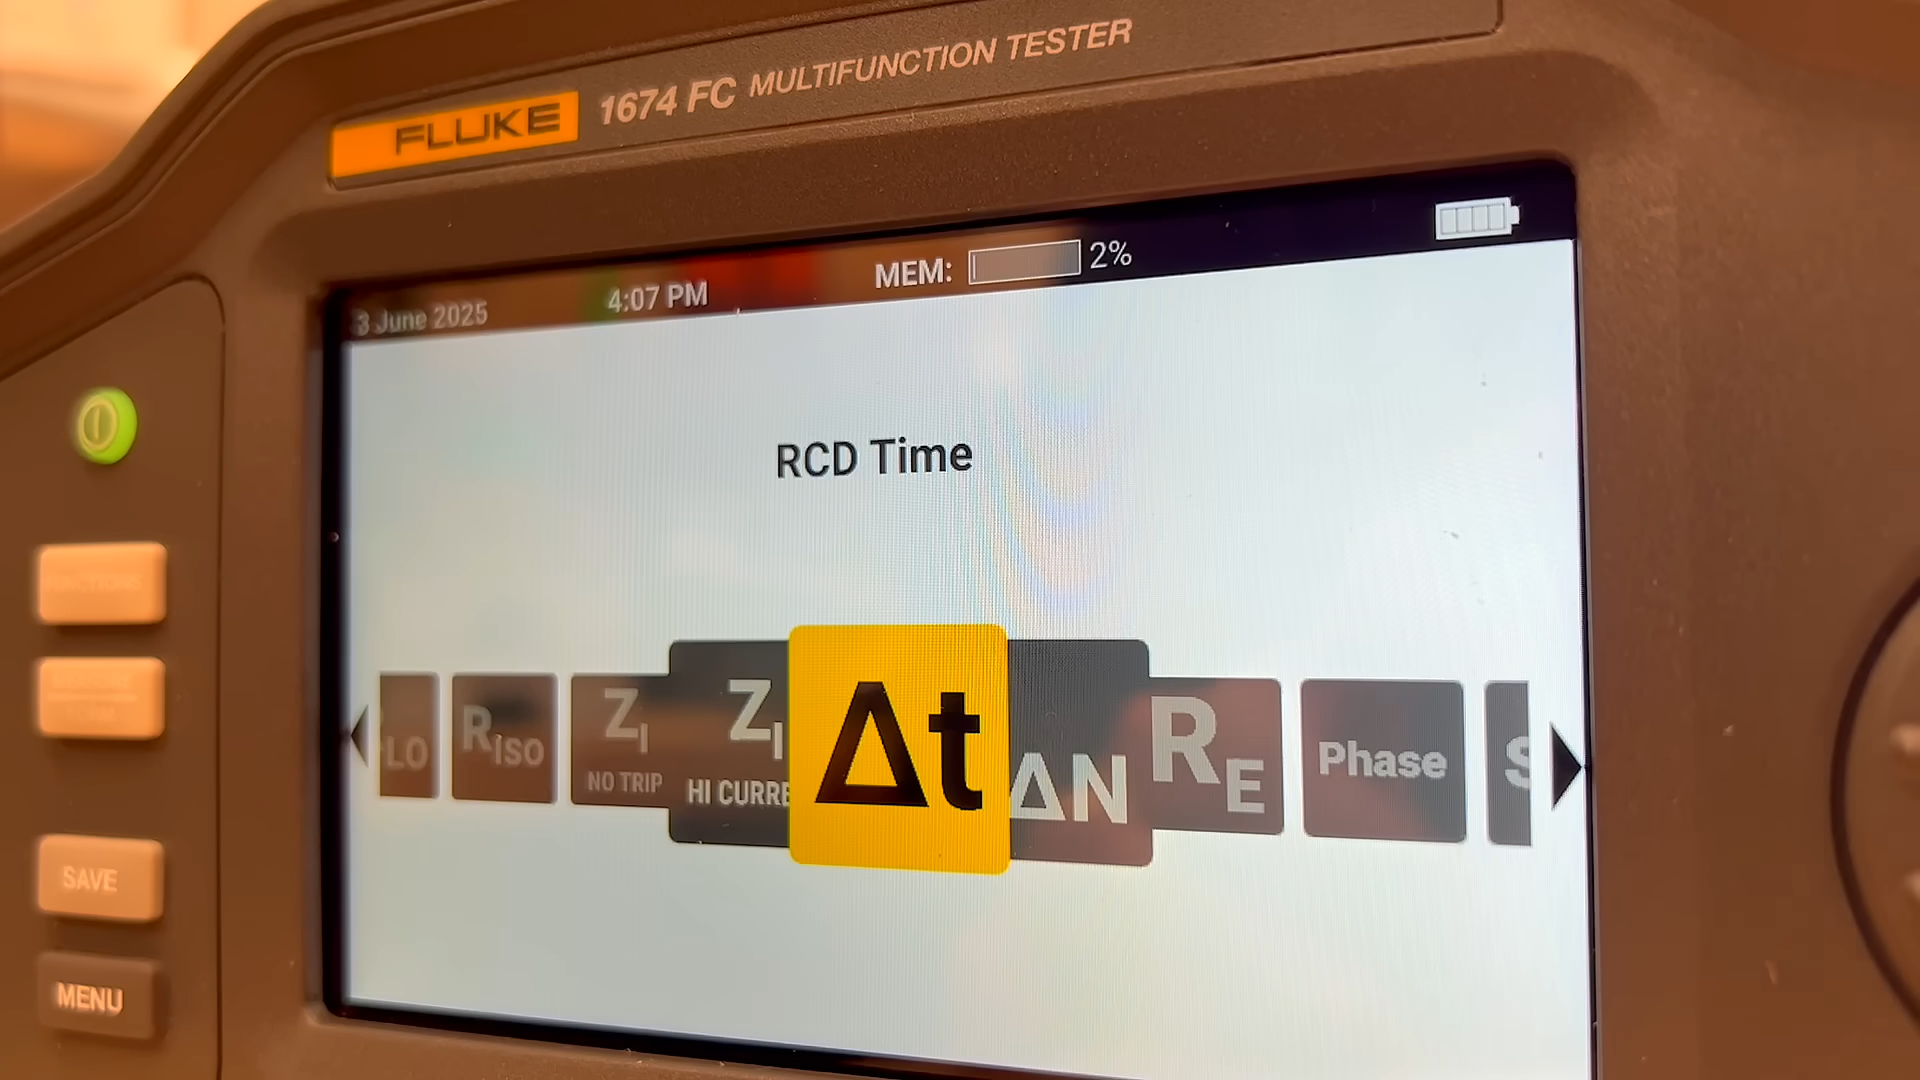 FLUKE 1674 FC MULTIFUNCTION TESTER
3 June 2025 4:07 PM MEM: 2%
RCD Time
LO RISO ZI NO TRIP ZI HI CURRE Δt ΔN RE Phase S
SAVE
MENU